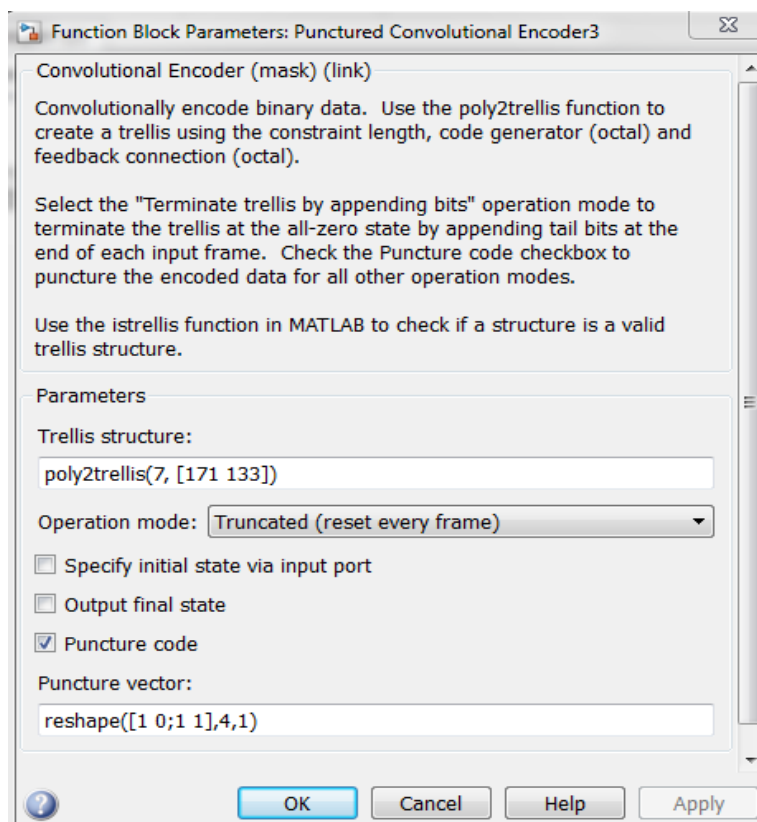 Function Block Parameters: Punctured Convolutional Encoder3
Convolutional Encoder (mask) (link)
Convolutionally encode binary data.  Use the poly2trellis function to
create a trellis using the constraint length, code generator (octal) and
feedback connection (octal).
Select the "Terminate trellis by appending bits" operation mode to
terminate the trellis at the all-zero state by appending tail bits at the
end of each input frame.  Check the Puncture code checkbox to
puncture the encoded data for all other operation modes.
Use the istrellis function in MATLAB to check if a structure is a valid
trellis structure.
Parameters
Trellis structure:
poly2trellis(7, [171 133])
Operation mode: Truncated (reset every frame)
Specify initial state via input port
Output final state
Puncture code
Puncture vector:
reshape([1 0;1 1],4,1)
? OK Cancel Help Apply